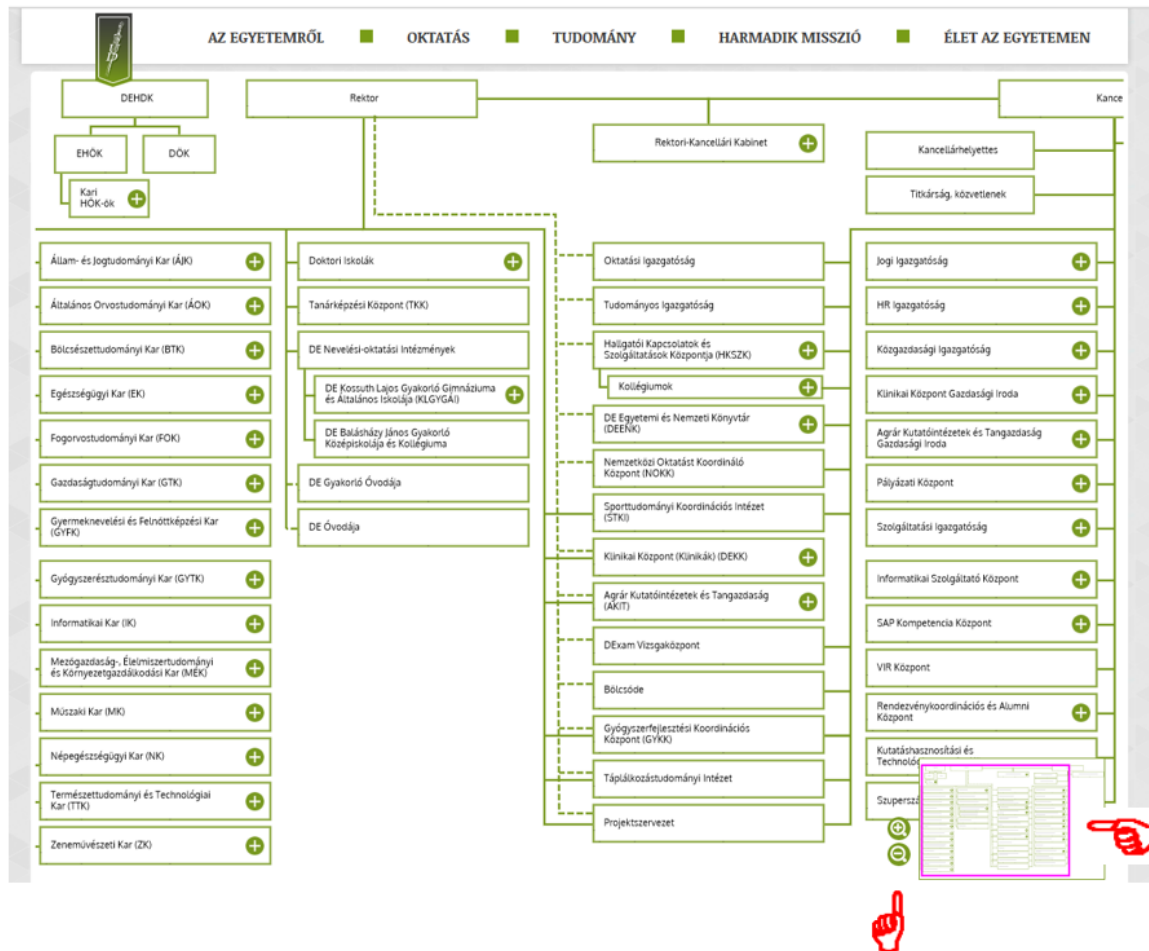 AZ EGYETEMRŐL
OKTATÁS
TUDOMÁNY
HARMADIK MISSZIÓ
ÉLET AZ EGYETEMEN
DEHDK
Rektor
Kance
Rektori-Kancellári Kabinet
EHÖK
DÖK
Kari
HÖK-ök
Kancellárhelyettes
Titkárság, közvetlenek
Állam- és Jogtudományi Kar (ÁJK)
Általános Orvostudományi Kar (ÁOK)
Bölcsészettudományi Kar (BTK)
Egészségügyi Kar (EK)
Fogorvostudományi Kar (FOK)
Gazdaságtudományi Kar (GTK)
Gyermeknevelési és Felnőttképzési Kar
(GYFK)
Gyógyszerésztudományi Kar (GYTK)
Informatikai Kar (IK)
Mezőgazdaság-, Élelmiszertudományi
és Környezetgazdálkodási Kar (MÉK)
Műszaki Kar (MK)
Népegészségügyi Kar (NK)
Természettudományi és Technológiai
Kar (TTK)
Zeneművészeti Kar (ZK)
Doktori Iskolák
Tanárképzési Központ (TKK)
DE Nevelési-oktatási Intézmények
DE Kossuth Lajos Gyakorló Gimnáziuma
és Általános Iskolája (KLGYGÁI)
DE Balásházy János Gyakorló
Középiskolája és Kollégiuma
DE Gyakorló Óvodája
DE Óvodája
Oktatási Igazgatóság
Tudományos Igazgatóság
Hallgatói Kapcsolatok és
Szolgáltatások Központja (HKSZK)
Kollégiumok
DE Egyetemi és Nemzeti Könyvtár
(DEENK)
Nemzetközi Oktatást Koordináló
Központ (NOKK)
Sporttudományi Koordinációs Intézet
(STKI)
Klinikai Központ (Klinikák) (DEKK)
Agrár Kutatóintézetek és Tangazdaság
(AKIT)
DExam Vizsgaközpont
Bölcsőde
Gyógyszerfejlesztési Koordinációs
Központ (GYKK)
Táplálkozástudományi Intézet
Projektszervezet
Jogi Igazgatóság
HR Igazgatóság
Közgazdasági Igazgatóság
Klinikai Központ Gazdasági Iroda
Agrár Kutatóintézetek és Tangazdaság
Gazdasági Iroda
Pályázati Központ
Szolgáltatási Igazgatóság
Informatikai Szolgáltató Központ
SAP Kompetencia Központ
VIR Központ
Rendezvénykoordinációs és Alumni
Központ
Kutatáshasznosítási és
Technoló
Szupersz